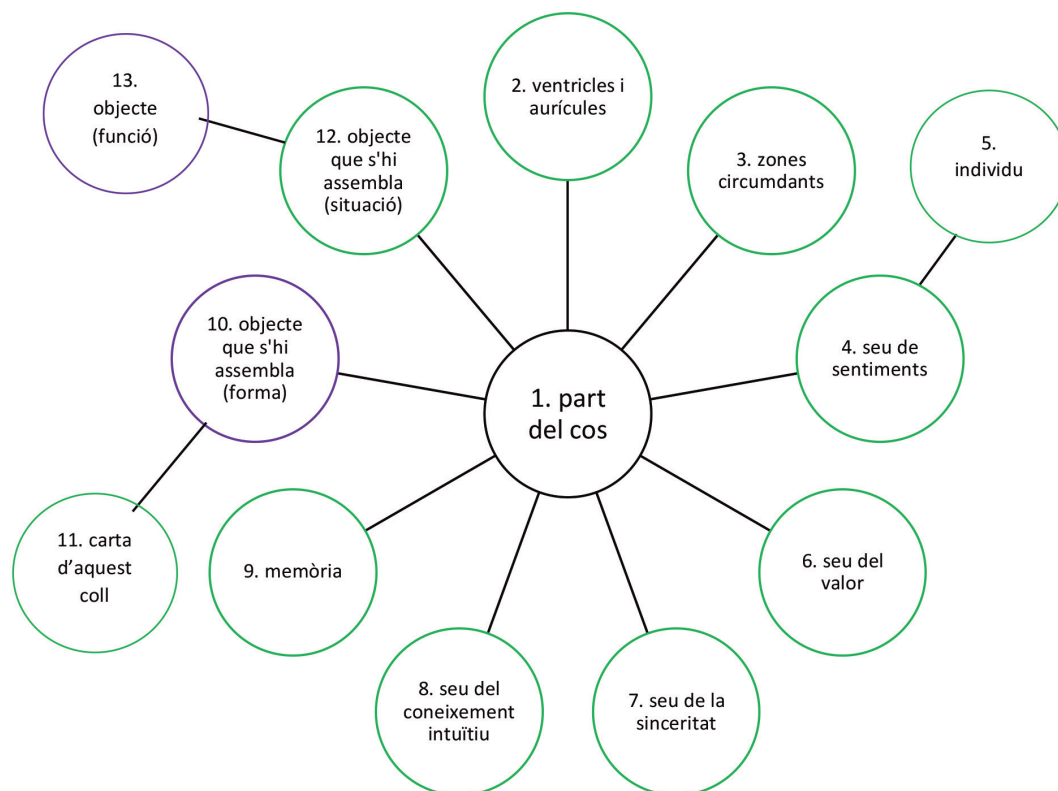 1. part
del cos
2. ventricles i
aurícules
3. zones
circumdants
4. seu de
sentiments
5.
individu
6. seu del
valor
7. seu de la
sinceritat
8. seu del
coneixement
intuïtiu
9. memòria
10. objecte
que s'hi
assembla
(forma)
11. carta
d’aquest
coll
12. objecte
que s'hi
assembla
(situació)
13.
objecte
(funció)